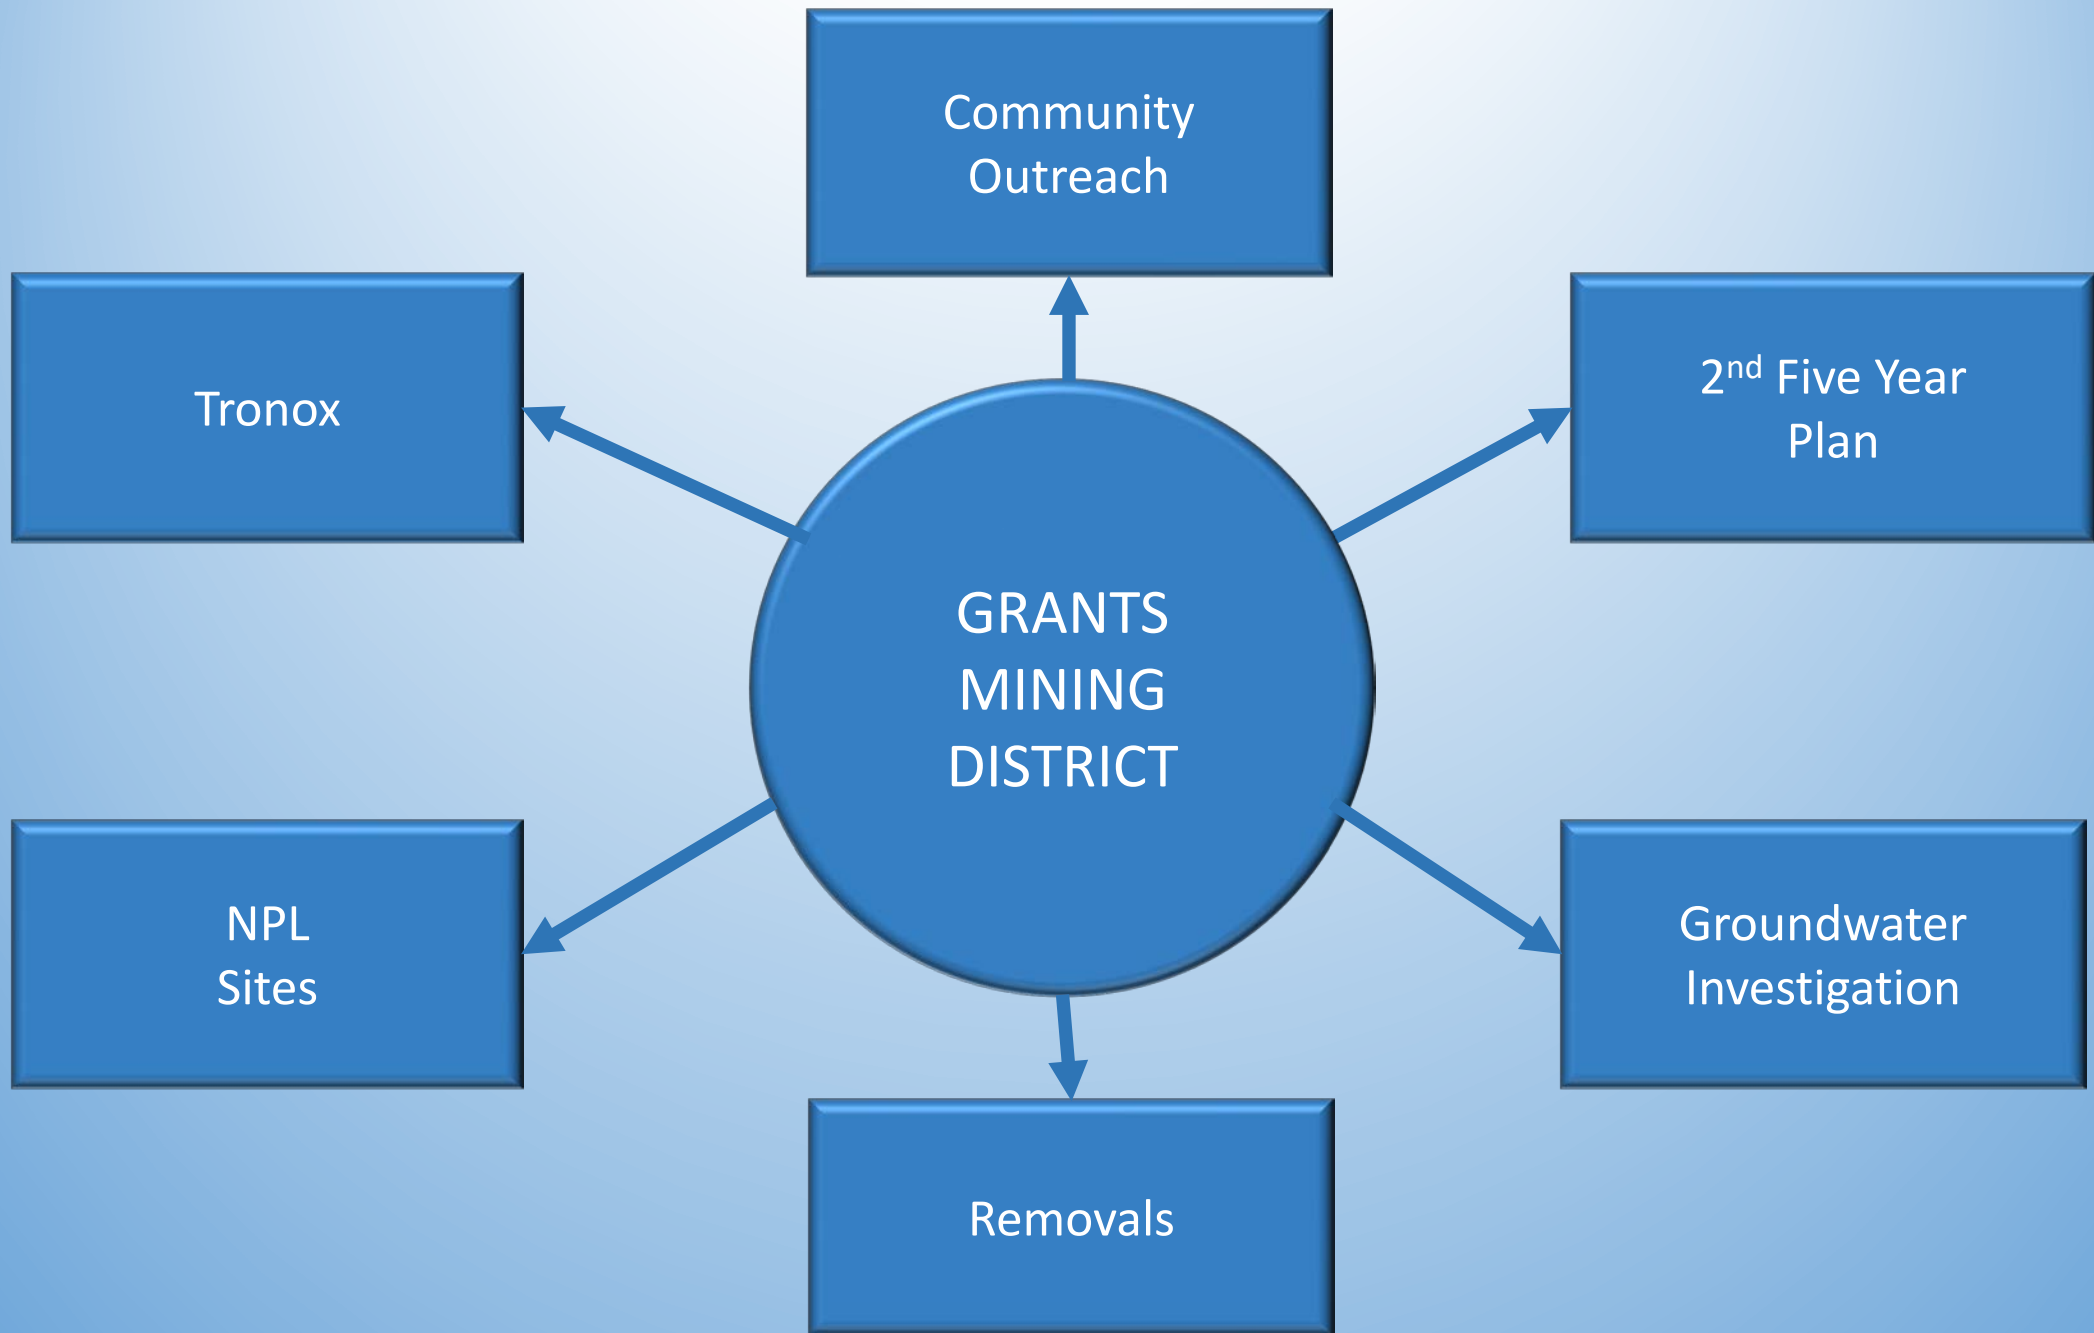 Community
Outreach
Tronox
2nd Five Year
Plan
GRANTS
MINING
DISTRICT
NPL
Sites
Groundwater
Investigation
Removals